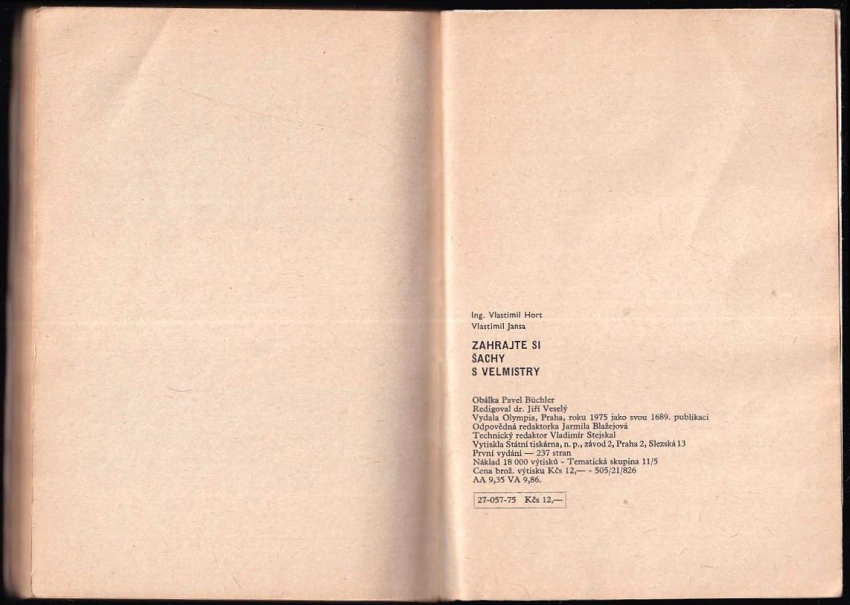 Ing. Vlastimil Hort
Vlastimil Jansa
ZAHRAJTE SI
ŠACHY
S VELMISTRY
Obálka Pavel Büchler
Redigoval dr. Jiří Veselý
Vydala Olympia, Praha, roku 1975 jako svou 1689. publikaci
Odpovědná redaktorka Jarmila Blažejová
Technický redaktor Vladimír Stejskal
Vytiskla Státní tiskárna, n. p., závod 2, Praha 2, Slezská 13
První vydání — 237 stran
Náklad 18 000 výtisků - Tematická skupina 11/5
Cena brož. výtisku Kčs 12,— - 505/21/826
AA 9,35 VA 9,86.
27-057-75 Kčs 12,—